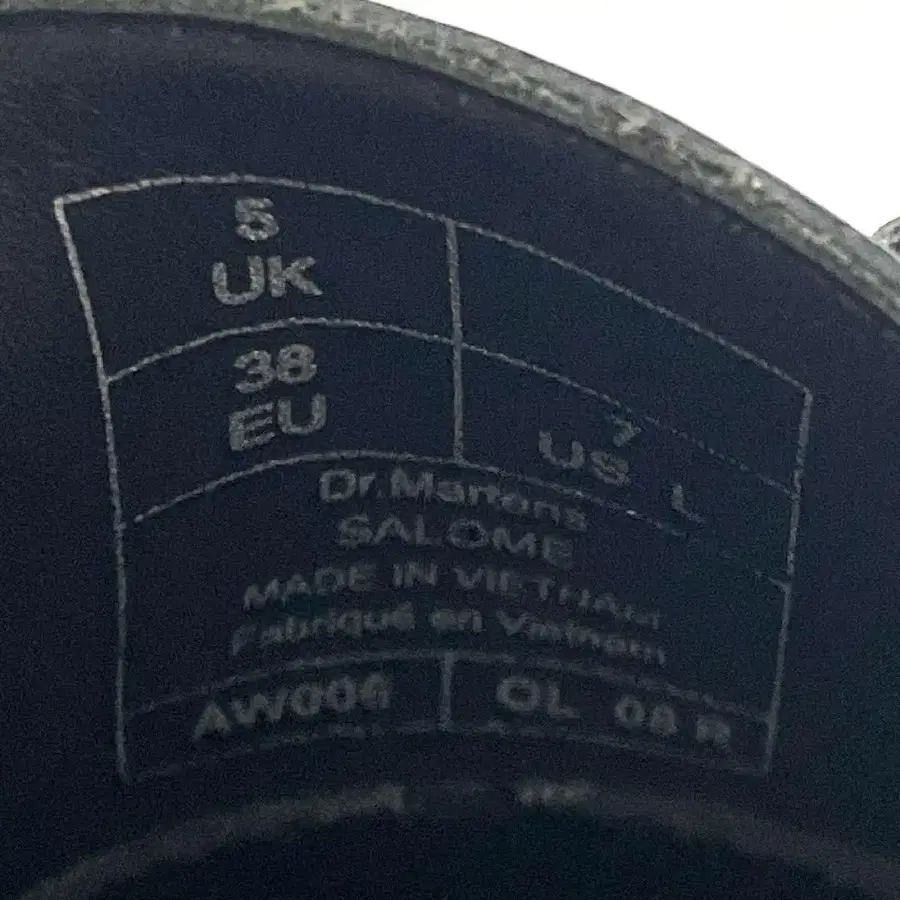 5
UK
38
EU
7
US L
Dr.Martens
SALOME
MADE IN VIETNAM
Fabriqué en Vietnam
AW006 OL 08 R